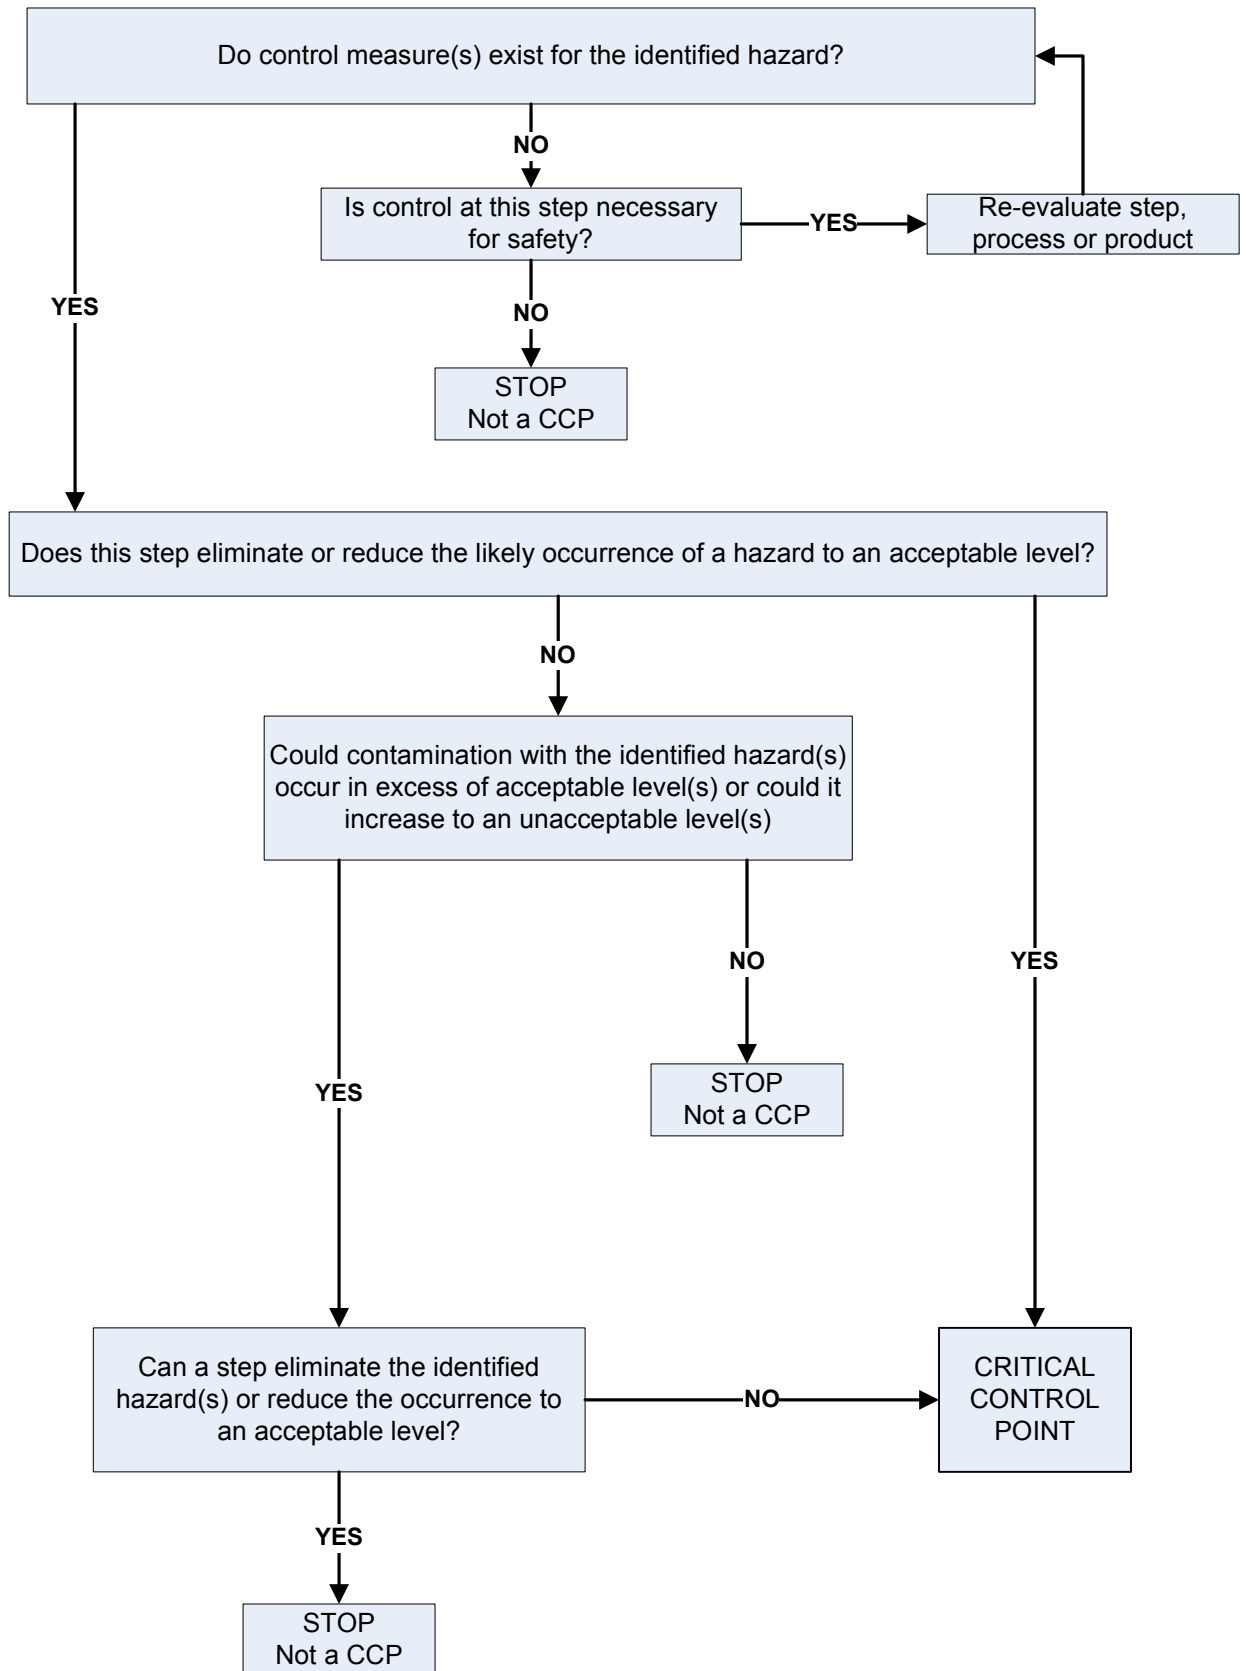 Do control measure(s) exist for the identified hazard?
NO
Is control at this step necessary
for safety?
YES
Re-evaluate step,
process or product
YES
NO
STOP
Not a CCP
Does this step eliminate or reduce the likely occurrence of a hazard to an acceptable level?
NO
Could contamination with the identified hazard(s)
occur in excess of acceptable level(s) or could it
increase to an unacceptable level(s)
NO
YES
YES
STOP
Not a CCP
Can a step eliminate the identified
hazard(s) or reduce the occurrence to
an acceptable level?
NO
CRITICAL
CONTROL
POINT
YES
STOP
Not a CCP